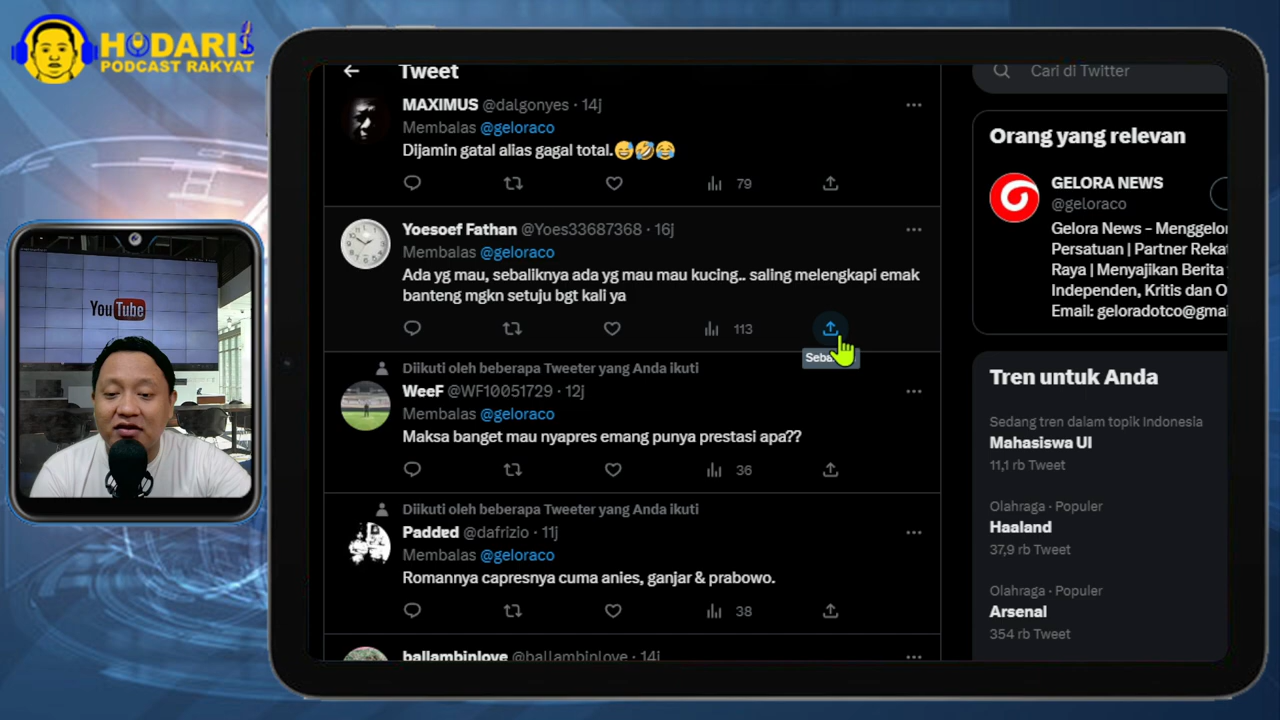 HODARI
PODCAST RAKYAT
YouTube
Tweet
MAXIMUS @dalgonyes · 14j
Membalas @geloraco
Dijamin gatal alias gagal total.😅🤣😂
79
Yoesoef Fathan @Yoes33687368 · 16j
Membalas @geloraco
Ada yg mau, sebaliknya ada yg mau mau kucing.. saling melengkapi emak
banteng mgkn setuju bgt kali ya
113
Diikuti oleh beberapa Tweeter yang Anda ikuti
WeeF @WF10051729 · 12j
Membalas @geloraco
Maksa banget mau nyapres emang punya prestasi apa??
36
Diikuti oleh beberapa Tweeter yang Anda ikuti
Padded @dafrizio · 11j
Membalas @geloraco
Romannya capresnya cuma anies, ganjar & prabowo.
38
ballambinlove @ballambinlove · 14j
Cari di Twitter
Orang yang relevan
GELORA NEWS
@geloraco
Gelora News - Menggelor
Persatuan | Partner Rekat
Raya | Menyajikan Berita
Independen, Kritis dan O
Email: geloradotco@gmai
Tren untuk Anda
Sedang tren dalam topik Indonesia
Mahasiswa UI
11,1 rb Tweet
Olahraga · Populer
Haaland
37,9 rb Tweet
Olahraga · Populer
Arsenal
354 rb Tweet